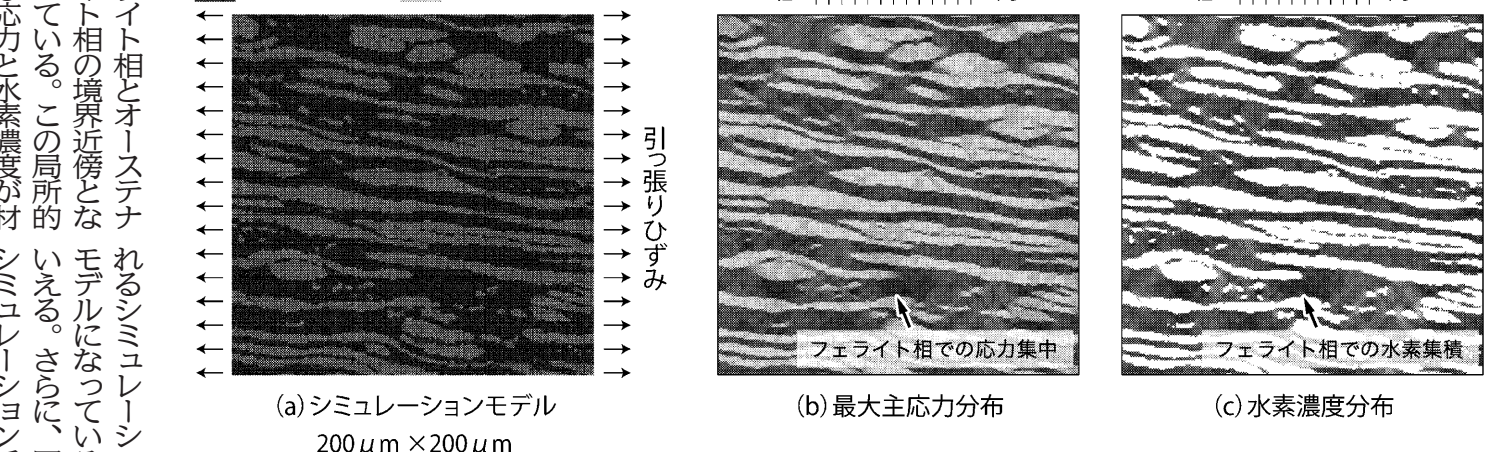 イト相とオーステナ
ト相の境界近傍とな
ている。この局所的
応力と水素濃度が材
れるシミュレーシ
モデルになってい
いえる。さらに、
シミュレーション
引っ張りひずみ
フェライト相での応力集中
フェライト相での水素集積
(a)シミュレーションモデル
200μm×200μm
(b)最大主応力分布
(c)水素濃度分布